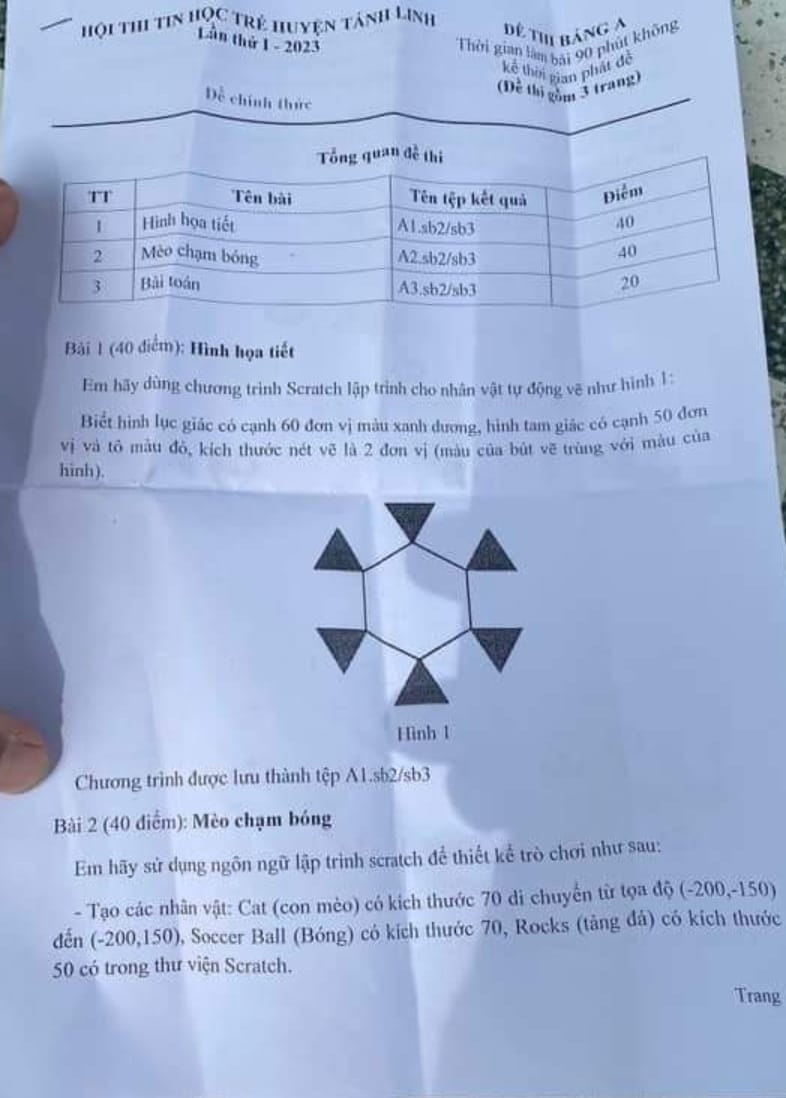 HỘI THI TIN HỌC TRẺ HUYỆN TÁNH LINH
Lần thứ 1 - 2023
ĐỀ THI BẢNG A
Thời gian làm bài 90 phút không
kể thời gian phát đề
(Đề thi gồm 3 trang)
Đề chính thức
Tổng quan đề thi
TT Tên bài Tên tệp kết quả Điểm
1 Hình họa tiết A1.sb2/sb3 40
2 Mèo chạm bóng A2.sb2/sb3 40
3 Bài toán A3.sb2/sb3 20
Bài 1 (40 điểm): Hình họa tiết
Em hãy dùng chương trình Scratch lập trình cho nhân vật tự động vẽ như hình 1:
Biết hình lục giác có cạnh 60 đơn vị màu xanh dương, hình tam giác có cạnh 50 đơn
vị và tô màu đỏ, kích thước nét vẽ là 2 đơn vị (màu của bút vẽ trùng với màu của
hình).
Hình 1
Chương trình được lưu thành tệp A1.sb2/sb3
Bài 2 (40 điểm): Mèo chạm bóng
Em hãy sử dụng ngôn ngữ lập trình scratch để thiết kế trò chơi như sau:
- Tạo các nhân vật: Cat (con mèo) có kích thước 70 di chuyển từ tọa độ (-200,-150)
đến (-200,150), Soccer Ball (Bóng) có kích thước 70, Rocks (tảng đá) có kích thước
50 có trong thư viện Scratch.
Trang